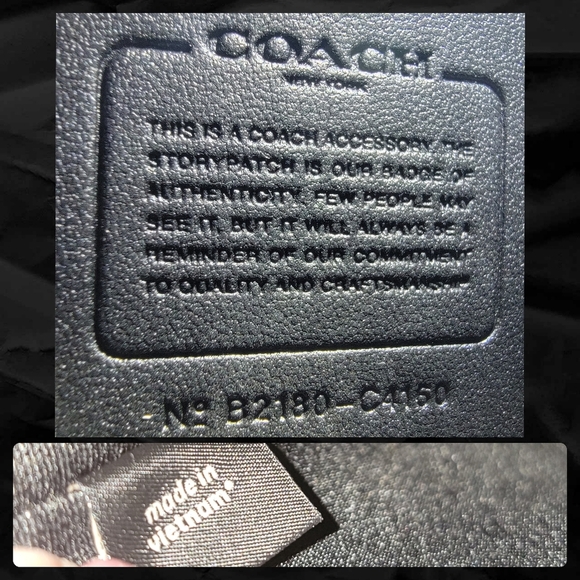 COACH
NEW YORK
THIS IS A COACH ACCESSORY. THE
STORYPATCH IS OUR BADGE OF
AUTHENTICITY. FEW PEOPLE MAY
SEE IT, BUT IT WILL ALWAYS BE A
REMINDER OF OUR COMMITMENT
TO QUALITY AND CRAFTSMANSHIP
Nº B2180-C4160
made in
vietnam*